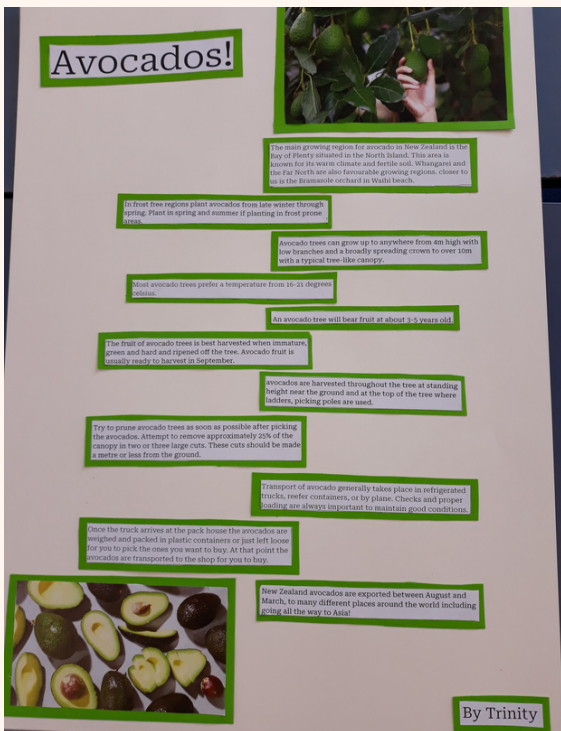 Avocados!
The main growing region for avocado in New Zealand is the
Bay of Plenty situated in the North Island. This area is
known for its warm climate and fertile soil. Whangarei and
the Far North are also favourable growing regions, closer to
us is the Bramasole orchard in Waihi beach.
In frost free regions plant avocados from late winter through
spring. Plant in spring and summer if planting in frost prone
areas.
Avocado trees can grow up to anywhere from 4m high with
low branches and a broadly spreading crown to over 10m
with a typical tree-like canopy.
Most avocado trees prefer a temperature from 16-21 degrees
celsius.
An avocado tree will bear fruit at about 3-5 years old.
The fruit of avocado trees is best harvested when immature,
green and hard and ripened off the tree. Avocado fruit is
usually ready to harvest in September.
avocados are harvested throughout the tree at standing
height near the ground and at the top of the tree where
ladders, picking poles are used.
Try to prune avocado trees as soon as possible after picking
the avocados. Attempt to remove approximately 25% of the
canopy in two or three large cuts. These cuts should be made
a metre or less from the ground.
Transport of avocado generally takes place in refrigerated
trucks, reefer containers, or by plane. Checks and proper
loading are always important to maintain good conditions.
Once the truck arrives at the pack house the avocados are
weighed and packed in plastic containers or just left loose
for you to pick the ones you want to buy. At that point the
avocados are transported to the shop for you to buy.
New Zealand avocados are exported between August and
March, to many different places around the world including
going all the way to Asia!
By Trinity